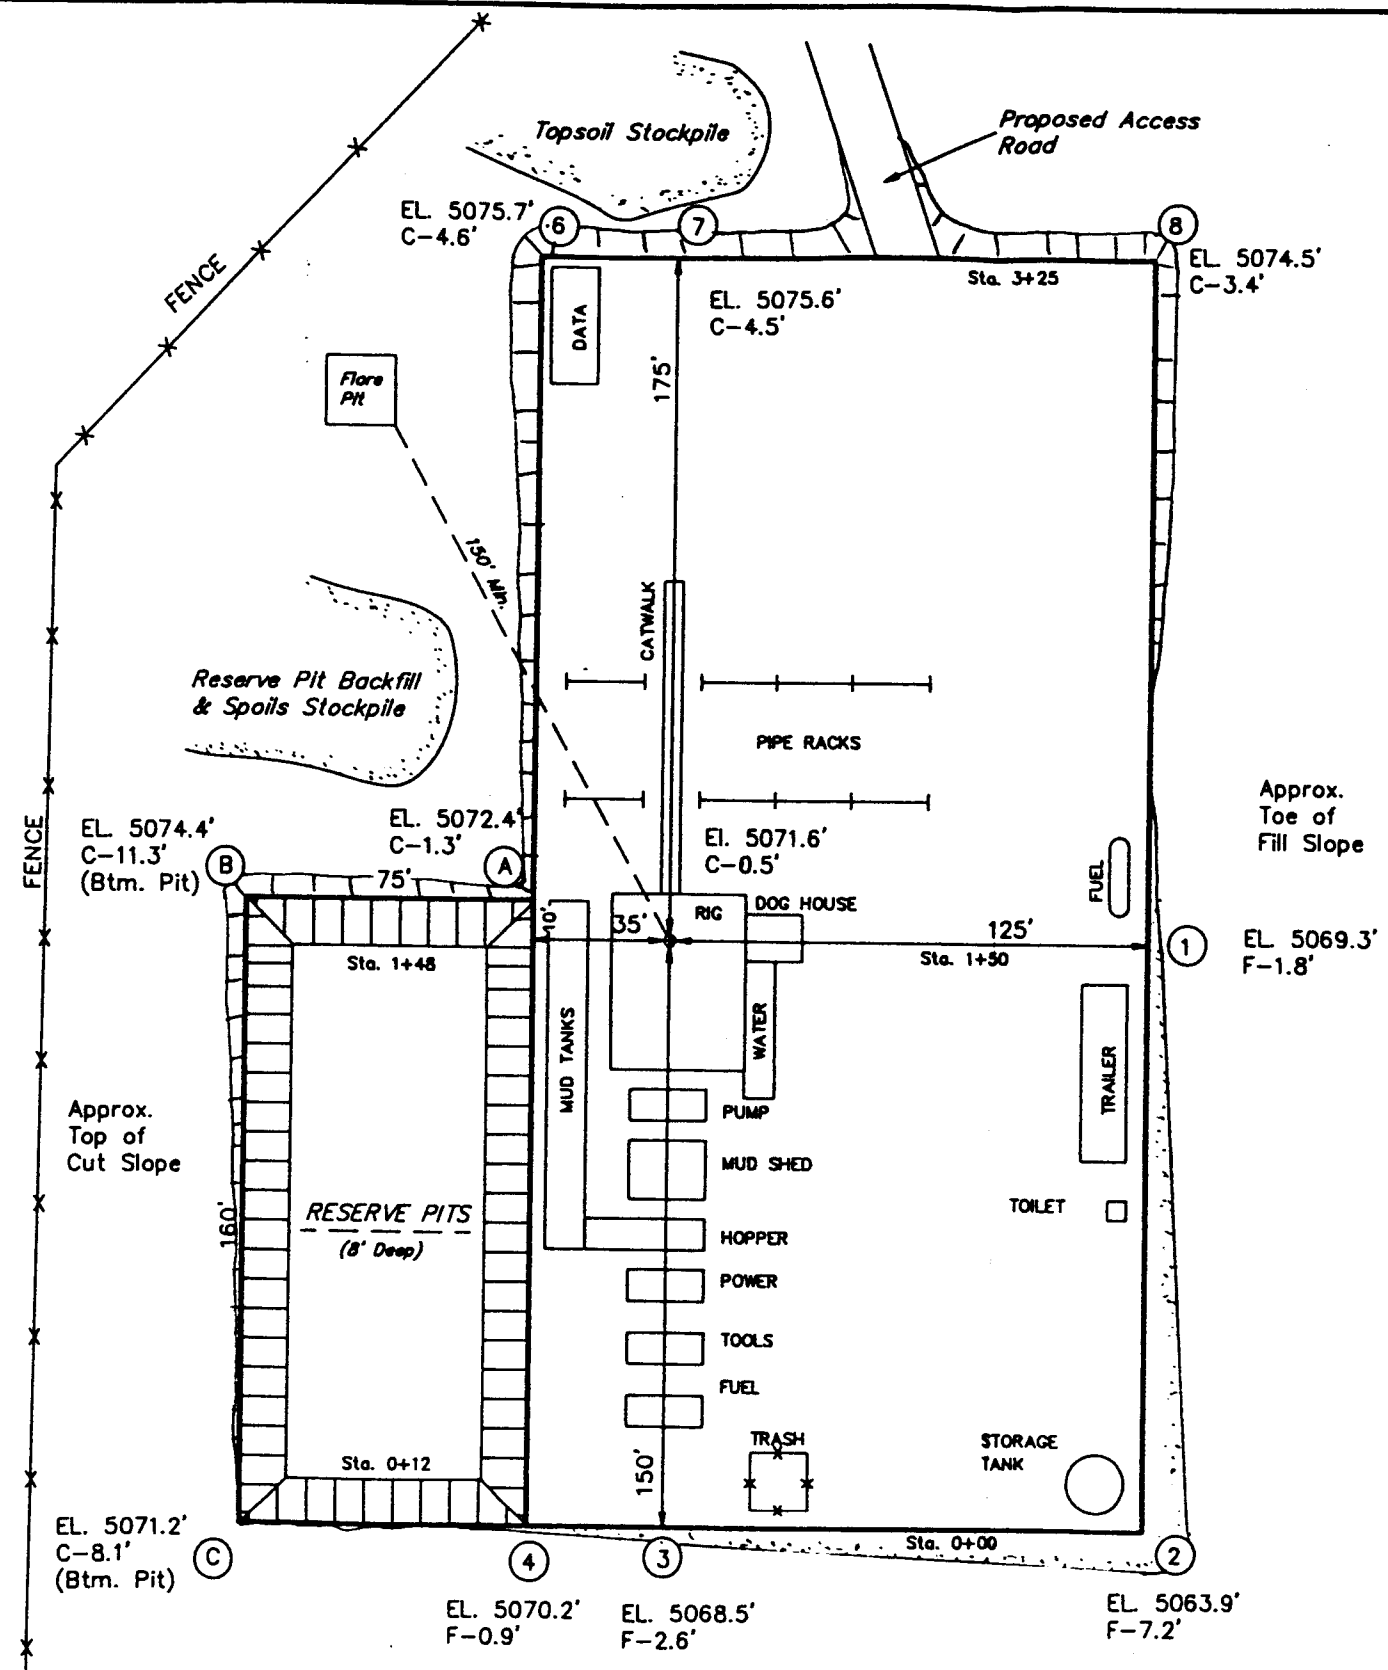 Topsoil Stockpile
Proposed Access
Road
EL. 5075.7'
C-4.6'
6
7
8
EL. 5074.5'
C-3.4'
Sta. 3+25
EL. 5075.6'
C-4.5'
FENCE
DATA
175'
Flare
Pit
150' Min.
CATWALK
Reserve Pit Backfill
& Spoils Stockpile
PIPE RACKS
Approx.
Toe of
Fill Slope
EL. 5074.4'
C-11.3'
(Btm. Pit)
B
EL. 5072.4'
C-1.3'
A
75'
El. 5071.6'
C-0.5'
FENCE
FUEL
RIG
DOG HOUSE
10'
35'
125'
Sta. 1+50
1
EL. 5069.3'
F-1.8'
Sta. 1+48
MUD TANKS
WATER
TRAILER
PUMP
Approx.
Top of
Cut Slope
MUD SHED
160'
RESERVE PITS
(8' Deep)
TOILET
HOPPER
POWER
TOOLS
FUEL
TRASH
STORAGE
TANK
Sta. 0+12
150'
EL. 5071.2'
C-8.1'
(Btm. Pit)
C
4
3
Sta. 0+00
2
EL. 5070.2'
F-0.9'
EL. 5068.5'
F-2.6'
EL. 5063.9'
F-7.2'